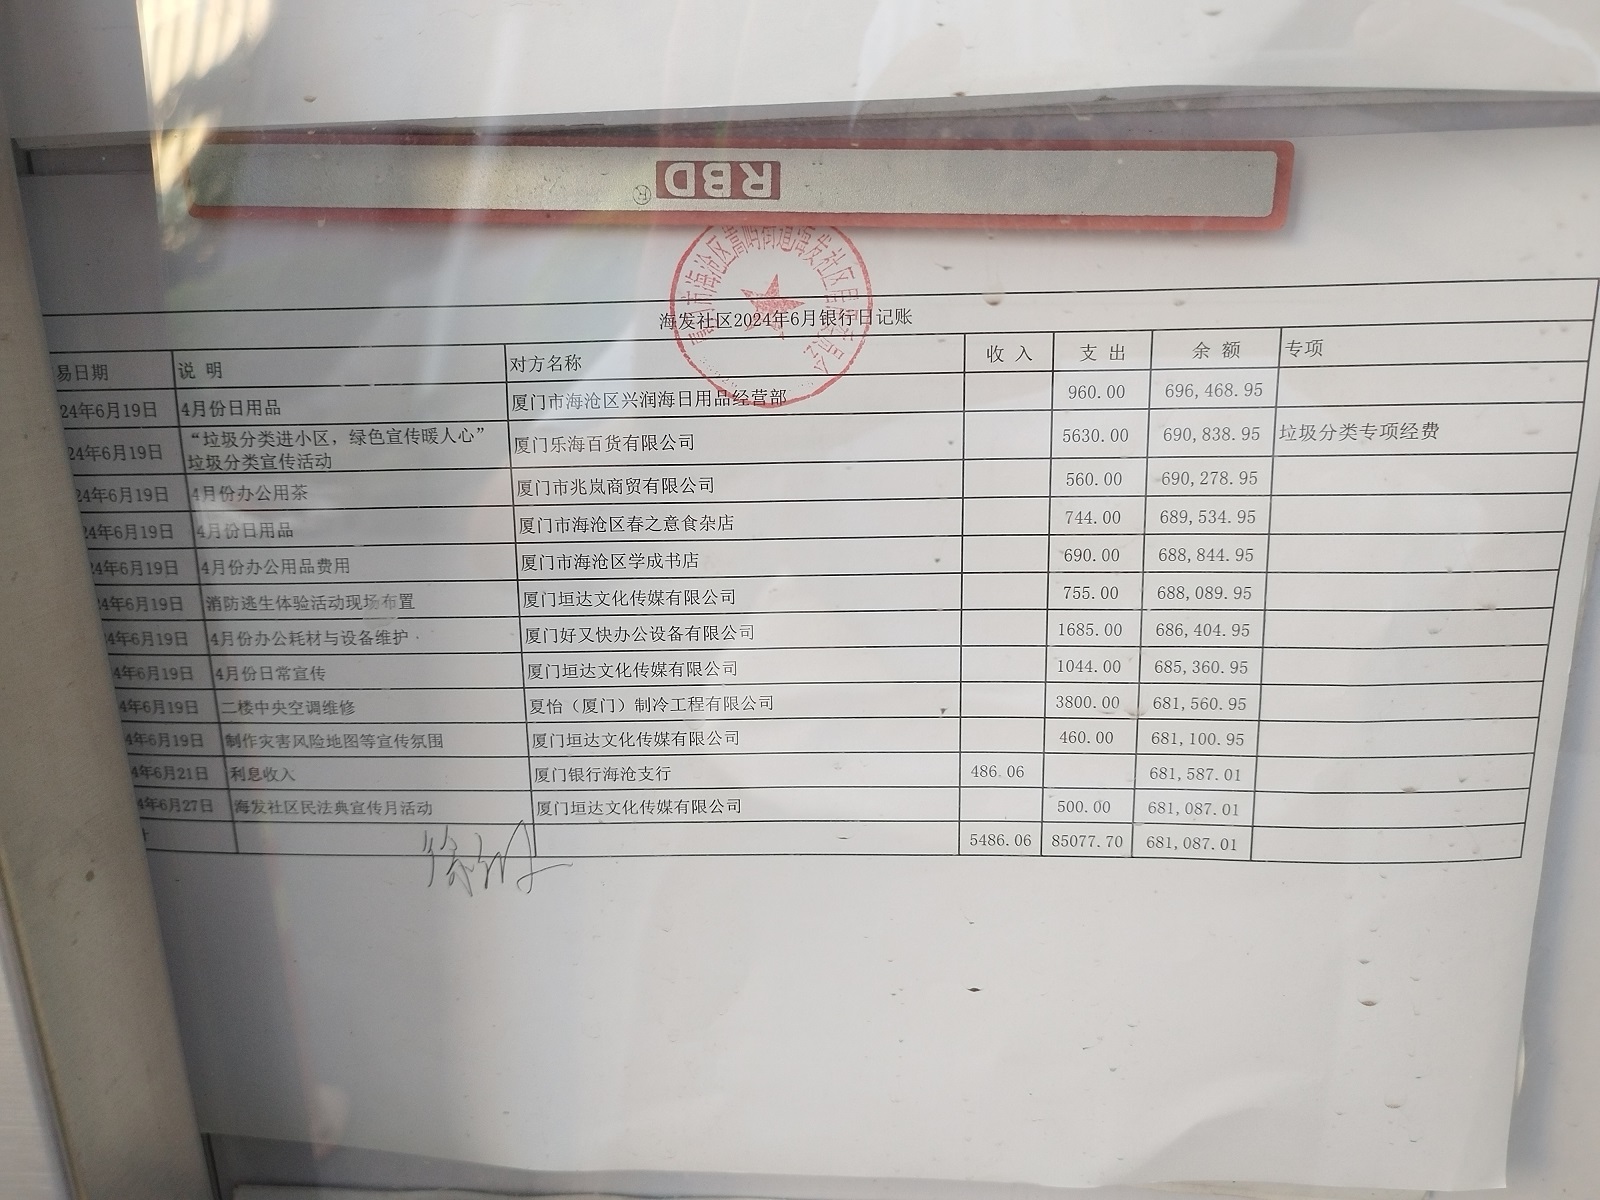 RBD®
海发社区2024年6月银行日记账
易日期 说 明 对方名称 收 入 支 出 余 额 专项
24年6月19日 4月份日用品 厦门市海沧区兴润海日用品经营部 960.00 696,468.95
24年6月19日 “垃圾分类进小区，绿色宣传暖人心”垃圾分类宣传活动 厦门乐海百货有限公司 5630.00 690,838.95 垃圾分类专项经费
24年6月19日 4月份办公用茶 厦门市兆岚商贸有限公司 560.00 690,278.95
24年6月19日 4月份日用品 厦门市海沧区春之意食杂店 744.00 689,534.95
24年6月19日 4月份办公用品费用 厦门市海沧区学成书店 690.00 688,844.95
24年6月19日 消防逃生体验活动现场布置 厦门垣达文化传媒有限公司 755.00 688,089.95
4年6月19日 4月份办公耗材与设备维护 厦门好又快办公设备有限公司 1685.00 686,404.95
4年6月19日 4月份日常宣传 厦门垣达文化传媒有限公司 1044.00 685,360.95
4年6月19日 二楼中央空调维修 夏怡（厦门）制冷工程有限公司 3800.00 681,560.95
4年6月19日 制作灾害风险地图等宣传氛围 厦门垣达文化传媒有限公司 460.00 681,100.95
4年6月21日 利息收入 厦门银行海沧支行 486.06 681,587.01
4年6月27日 海发社区民法典宣传月活动 厦门垣达文化传媒有限公司 500.00 681,087.01
5486.06 85077.70 681,087.01